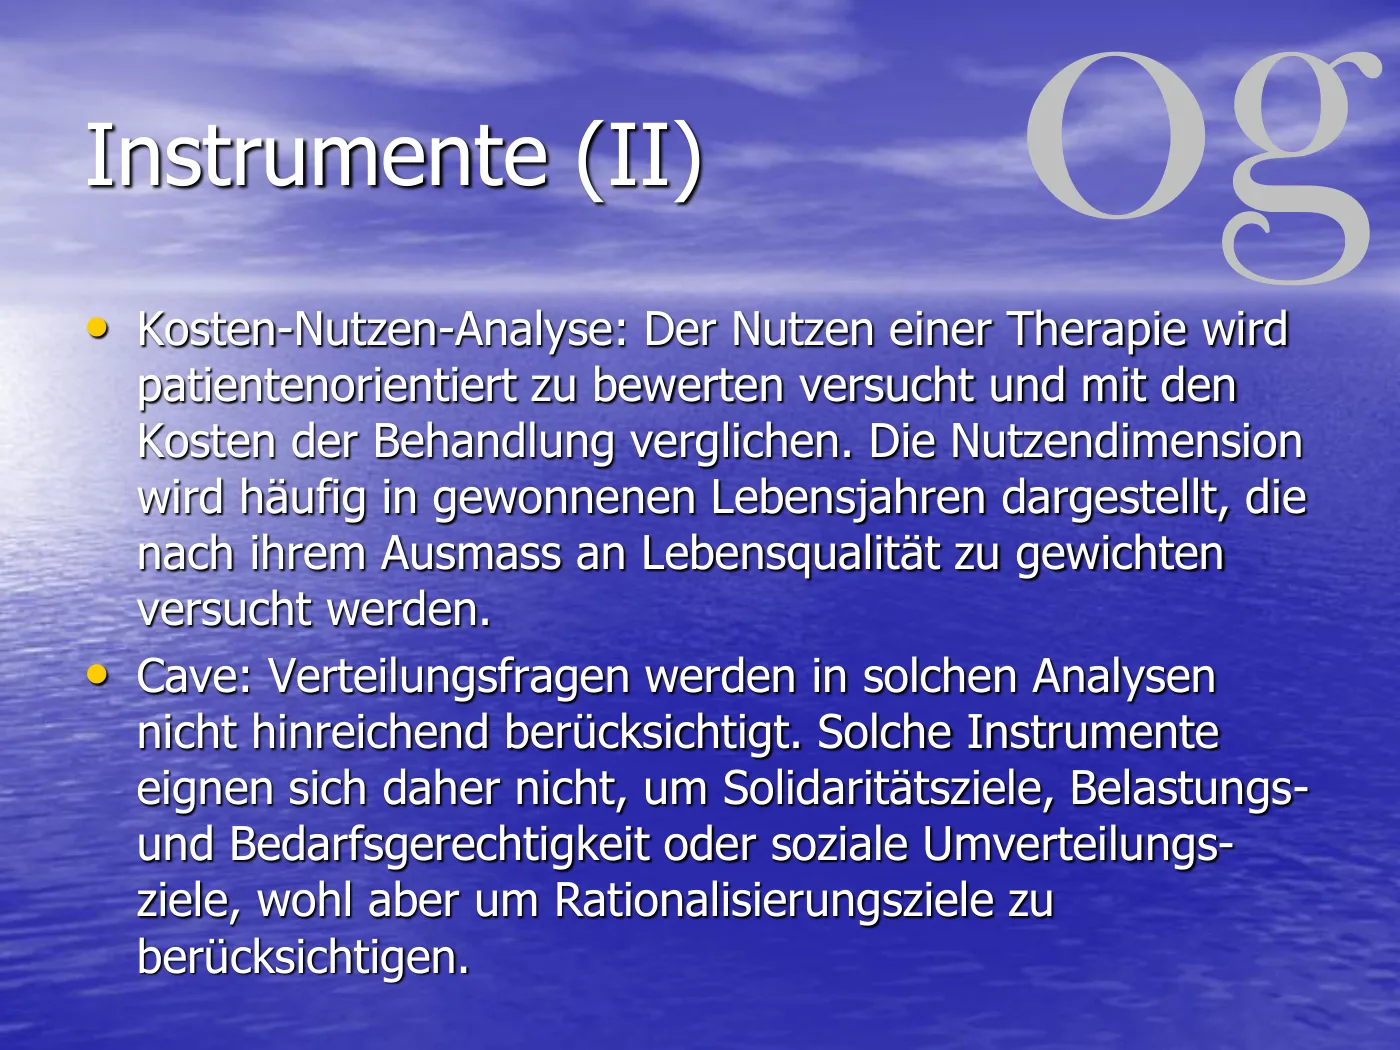 og
Instrumente (II)
• Kosten-Nutzen-Analyse: Der Nutzen einer Therapie wird
patientenorientiert zu bewerten versucht und mit den
Kosten der Behandlung verglichen. Die Nutzendimension
wird häufig in gewonnenen Lebensjahren dargestellt, die
nach ihrem Ausmass an Lebensqualität zu gewichten
versucht werden.
• Cave: Verteilungsfragen werden in solchen Analysen
nicht hinreichend berücksichtigt. Solche Instrumente
eignen sich daher nicht, um Solidaritätsziele, Belastungs-
und Bedarfsgerechtigkeit oder soziale Umverteilungs-
ziele, wohl aber um Rationalisierungsziele zu
berücksichtigen.